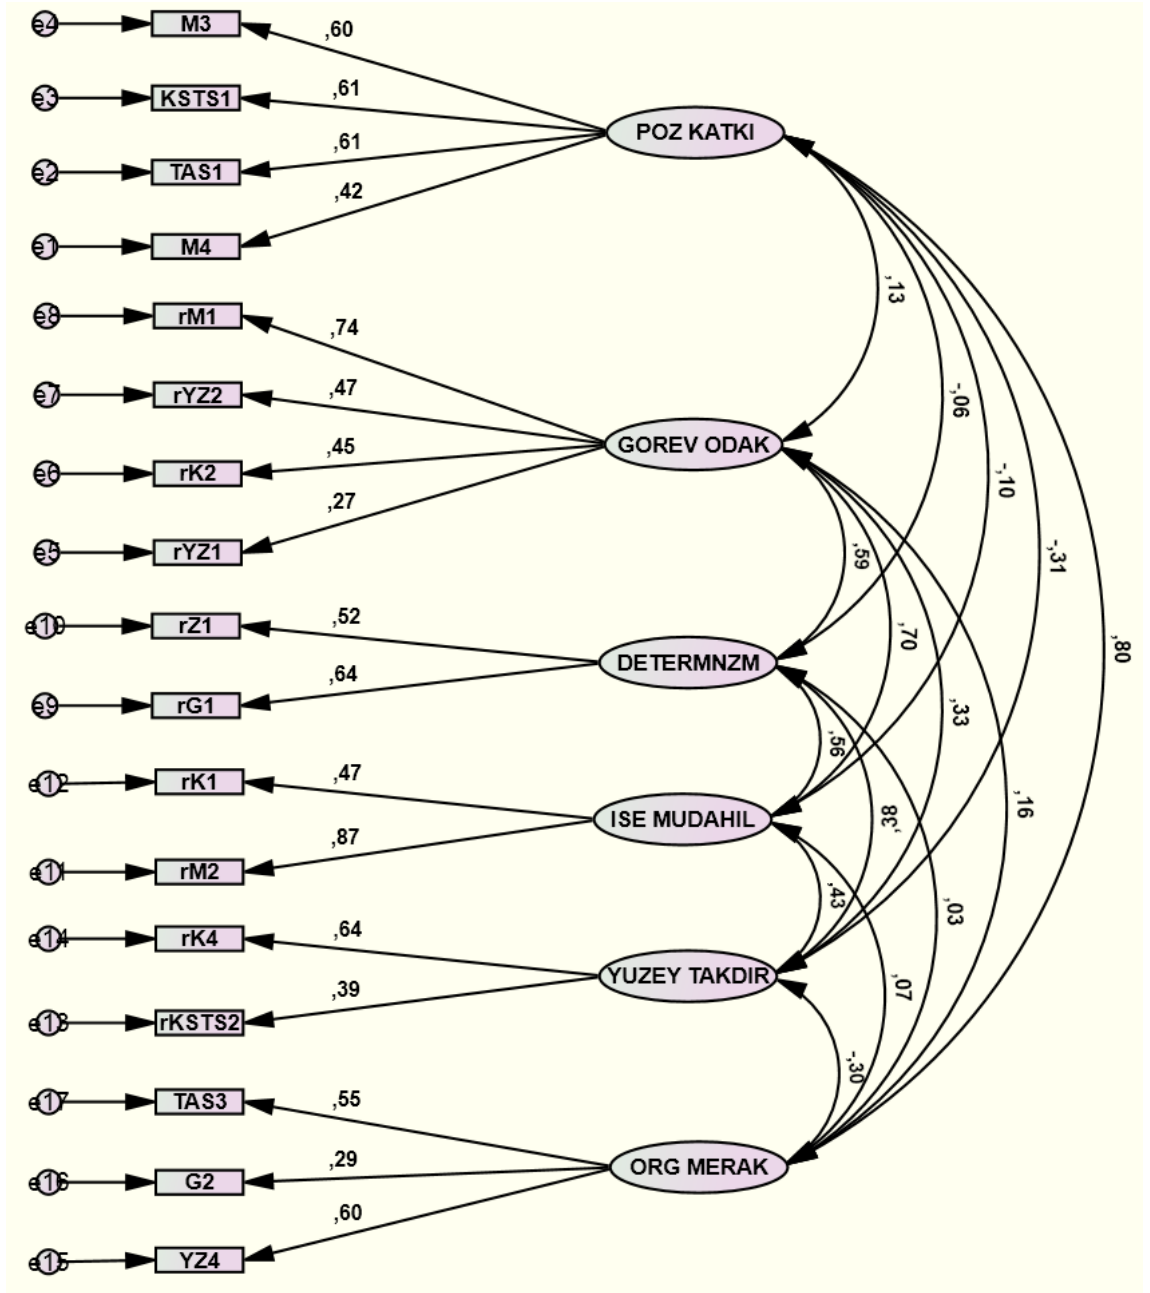 e4 M3 ,60
e3 KSTS1 ,61
POZ KATKI
e2 TAS1 ,61
,42
e1 M4
,13
e8 rM1 ,74
e7 rYZ2 ,47
-,06
GOREV ODAK
e6 rK2 ,45
-,10
,27
e5 rYZ1
,59
-,31
e10 rZ1 ,52
,70
,80
DETERMNZM
,64
e9 rG1
,33
,56
e12 rK1 ,47
,38
,16
ISE MUDAHIL
,87
e11 rM2
,43
,03
e14 rK4 ,64
YUZEY TAKDIR
,39
,07
e13 rKSTS2
-,30
e17 TAS3 ,55
ORG MERAK
,29
e16 G2
,60
e15 YZ4